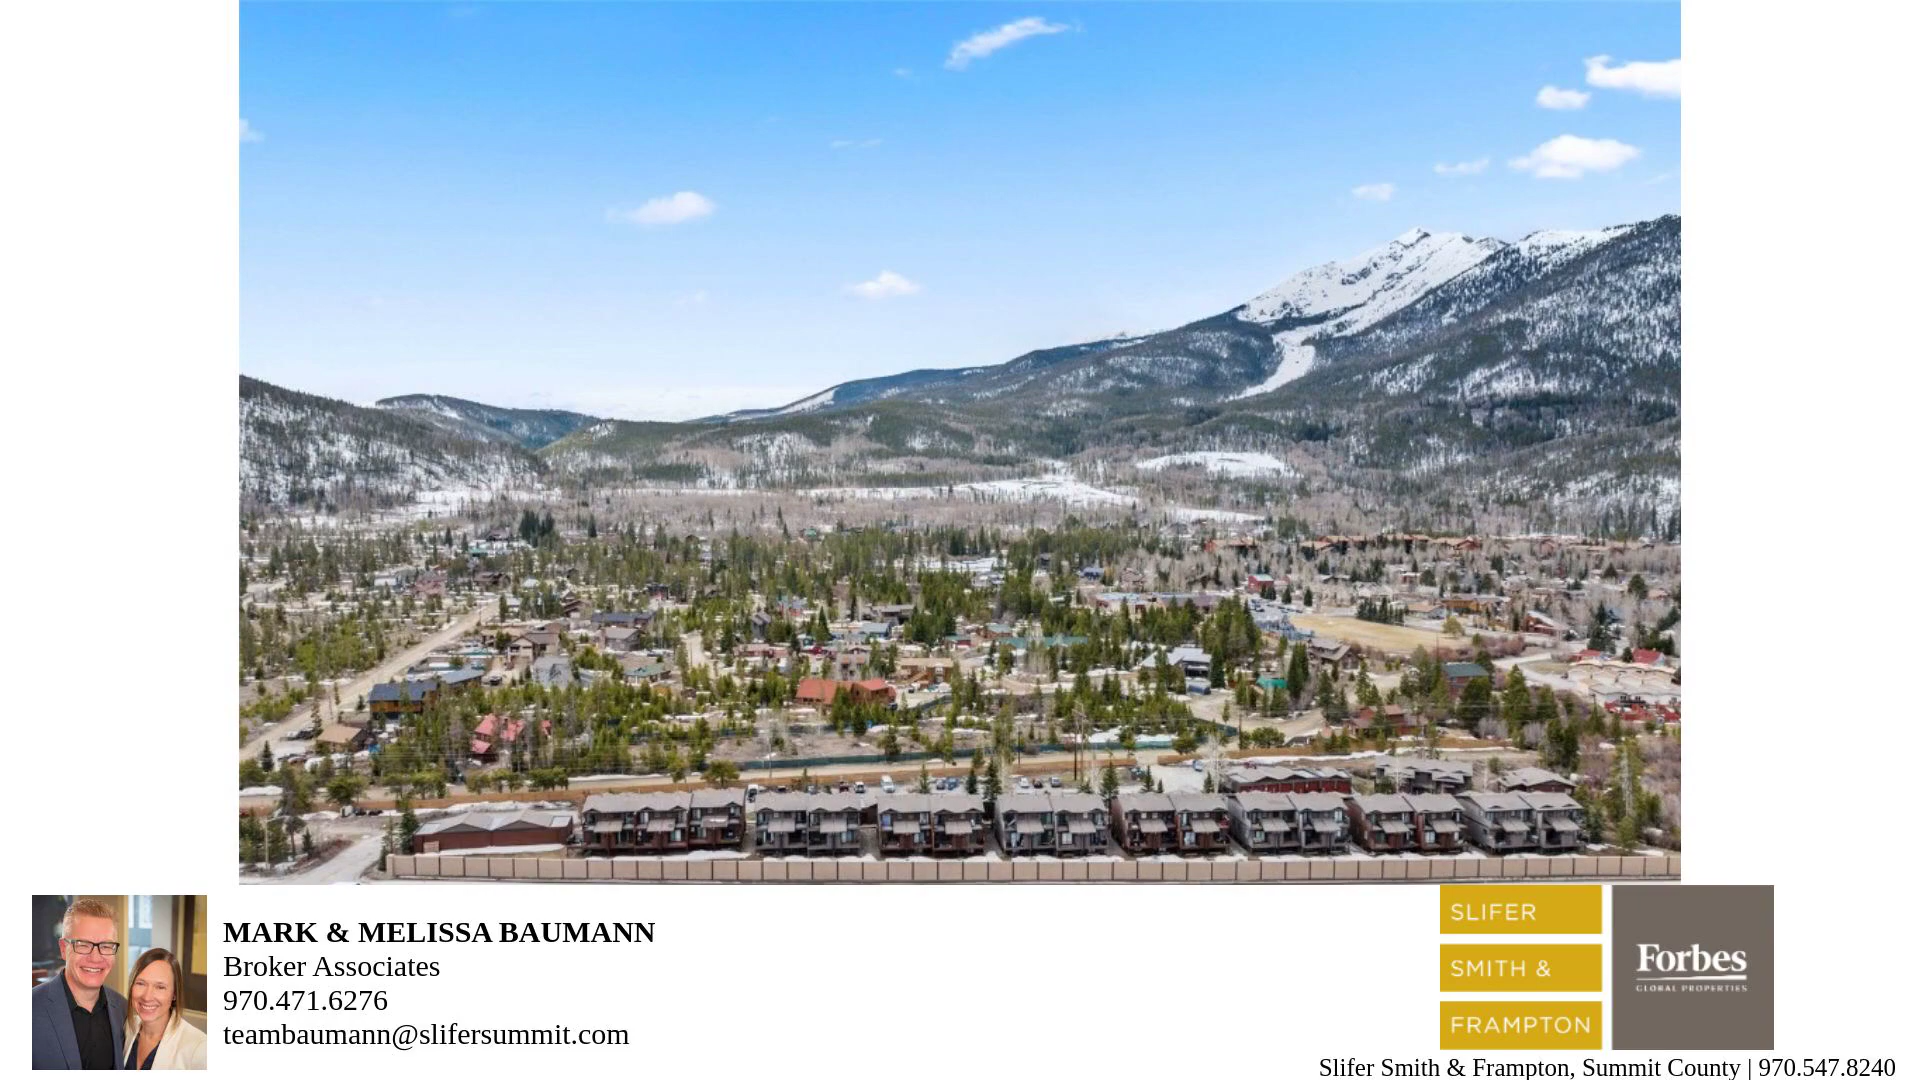 MARK & MELISSA BAUMANN
Broker Associates
970.471.6276
teambaumann@slifersummit.com
SLIFER
SMITH &
FRAMPTON
Forbes
GLOBAL PROPERTIES
Slifer Smith & Frampton, Summit County | 970.547.8240